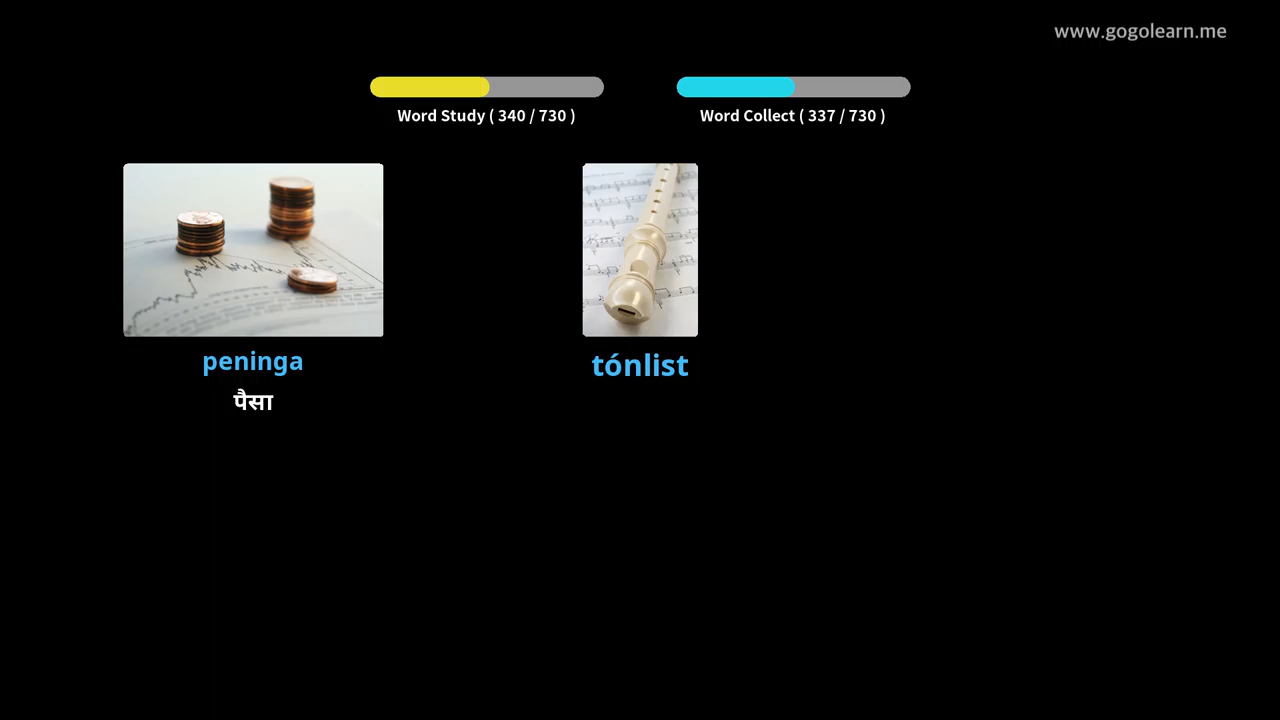 www.gogolearn.me
Word Study ( 340 / 730 )
Word Collect ( 337 / 730 )
peninga
पैसा
tónlist